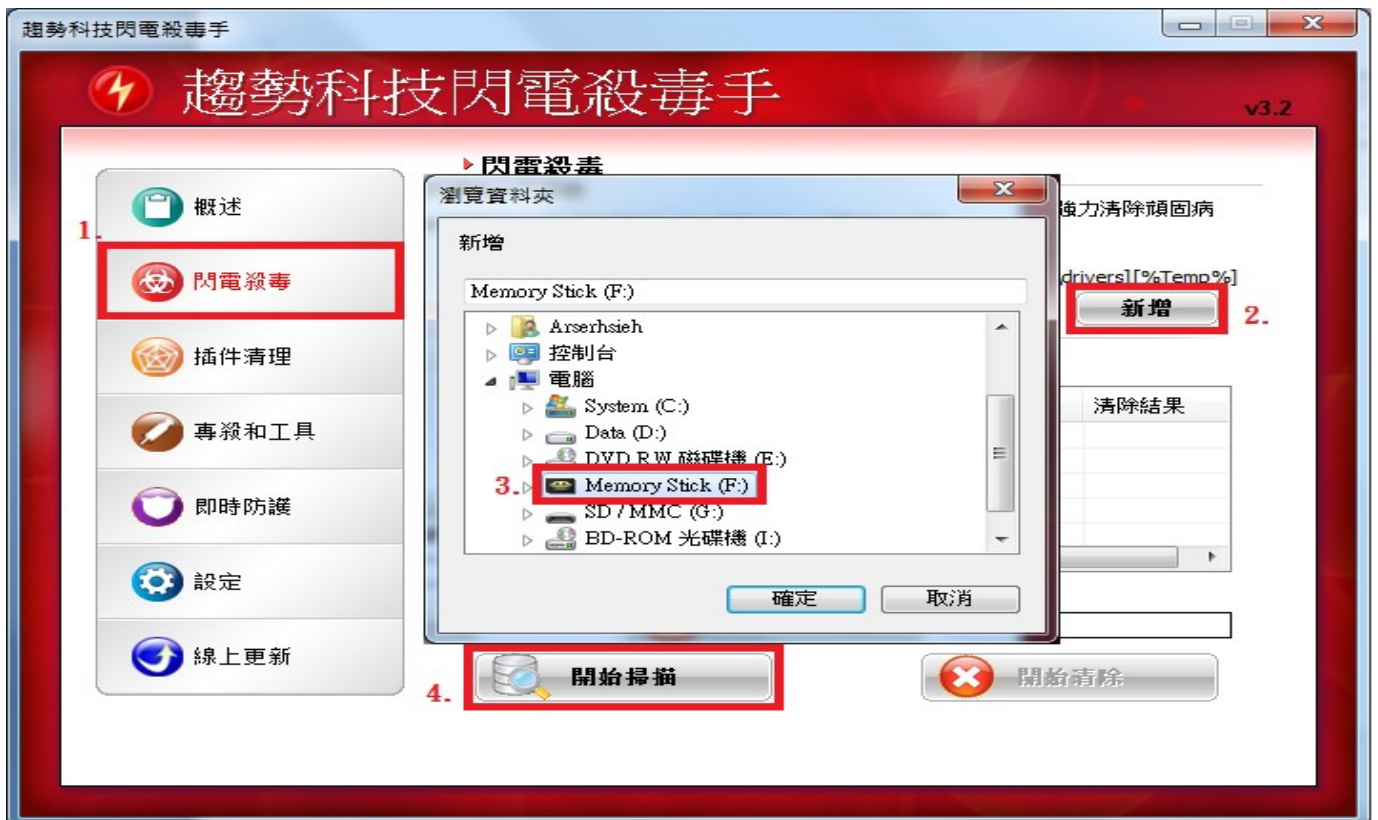 趨勢科技閃電殺毒手
趨勢科技閃電殺毒手
v3.2
閃電殺毒
1.
概述
閃電殺毒
插件清理
專殺和工具
即時防護
設定
線上更新
強力清除頑固病
drivers][%Temp%]
新增
2.
清除結果
瀏覽資料夾
新增
Memory Stick (F:)
Arserhsieh
控制台
電腦
System (C:)
Data (D:)
DVD RW 磁碟機 (E:)
3.
Memory Stick (F:)
SD / MMC (G:)
BD-ROM 光碟機 (I:)
確定
取消
4.
開始掃描
開始清除